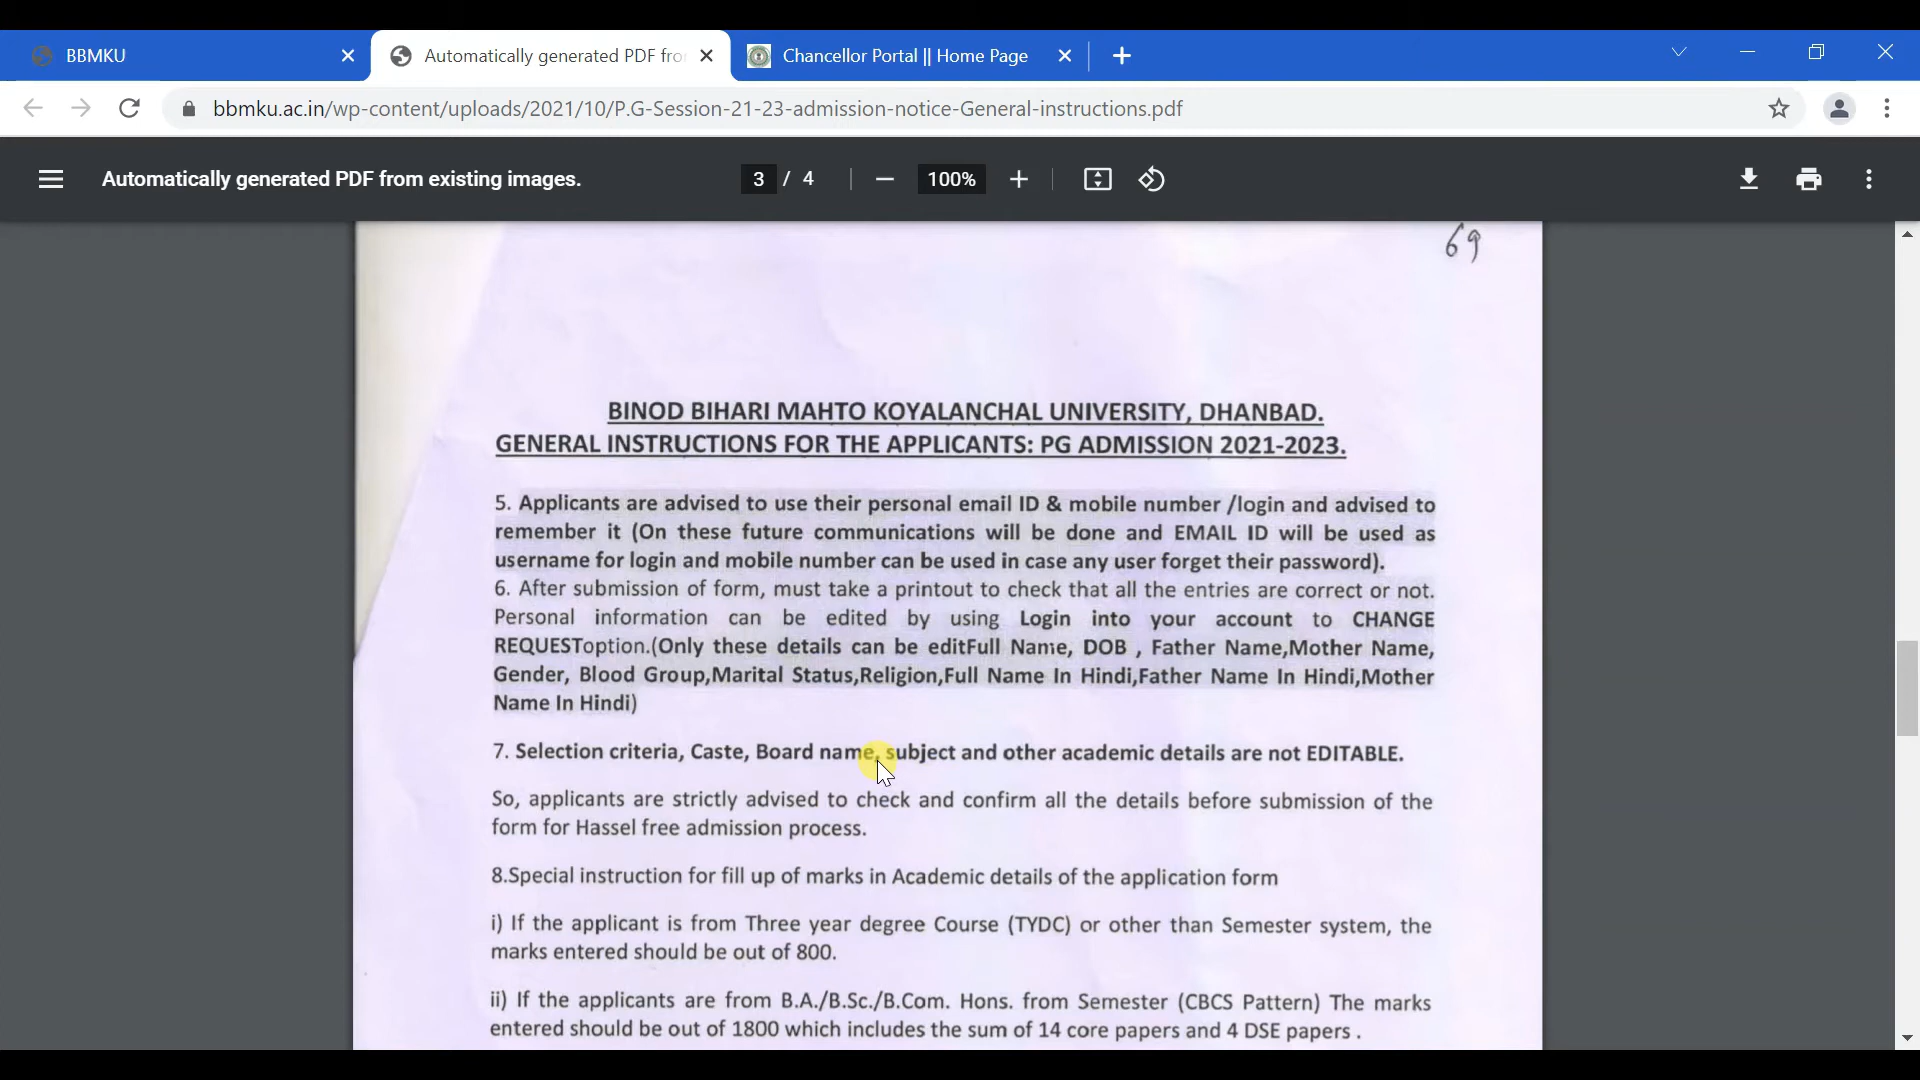 BBMKU
Automatically generated PDF fro
Chancellor Portal || Home Page
bbmku.ac.in/wp-content/uploads/2021/10/P.G-Session-21-23-admission-notice-General-instructions.pdf
Automatically generated PDF from existing images.
3 / 4
100%
69
BINOD BIHARI MAHTO KOYALANCHAL UNIVERSITY, DHANBAD.
GENERAL INSTRUCTIONS FOR THE APPLICANTS: PG ADMISSION 2021-2023.
5. Applicants are advised to use their personal email ID & mobile number /login and advised to
remember it (On these future communications will be done and EMAIL ID will be used as
username for login and mobile number can be used in case any user forget their password).
6. After submission of form, must take a printout to check that all the entries are correct or not.
Personal information can be edited by using Login into your account to CHANGE
REQUESToption.(Only these details can be editFull Name, DOB , Father Name,Mother Name,
Gender, Blood Group,Marital Status,Religion,Full Name In Hindi,Father Name In Hindi,Mother
Name In Hindi)
7. Selection criteria, Caste, Board name, subject and other academic details are not EDITABLE.
So, applicants are strictly advised to check and confirm all the details before submission of the
form for Hassel free admission process.
8.Special instruction for fill up of marks in Academic details of the application form
i) If the applicant is from Three year degree Course (TYDC) or other than Semester system, the
marks entered should be out of 800.
ii) If the applicants are from B.A./B.Sc./B.Com. Hons. from Semester (CBCS Pattern) The marks
entered should be out of 1800 which includes the sum of 14 core papers and 4 DSE papers .